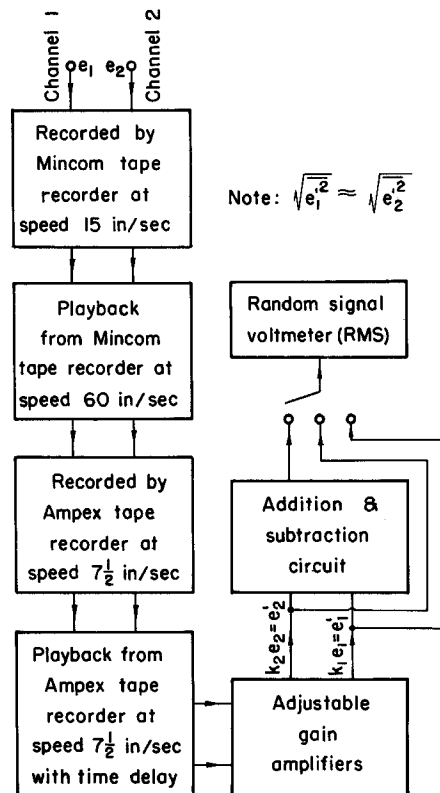 Channel 1
e₁ e₂
Channel 2
Recorded by
Mincom tape
recorder at
speed 15 in/sec
Note: √(e₁'²)‾ ≈ √(e₂'²)‾
Playback
from Mincom
tape recorder at
speed 60 in/sec
Random signal
voltmeter (RMS)
Recorded by
Ampex tape
recorder at
speed 7½ in/sec
Addition &
subtraction
circuit
k₂e₂=e₂'
k₁e₁=e₁'
Playback from
Ampex tape
recorder at
speed 7½ in/sec
with time delay
Adjustable
gain
amplifiers